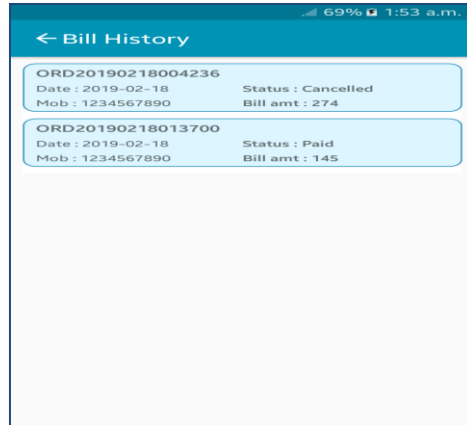 69% 1:53 a.m.
← Bill History
ORD20190218004236
Date : 2019-02-18 Status : Cancelled
Mob : 1234567890 Bill amt : 274
ORD20190218013700
Date : 2019-02-18 Status : Paid
Mob : 1234567890 Bill amt : 145